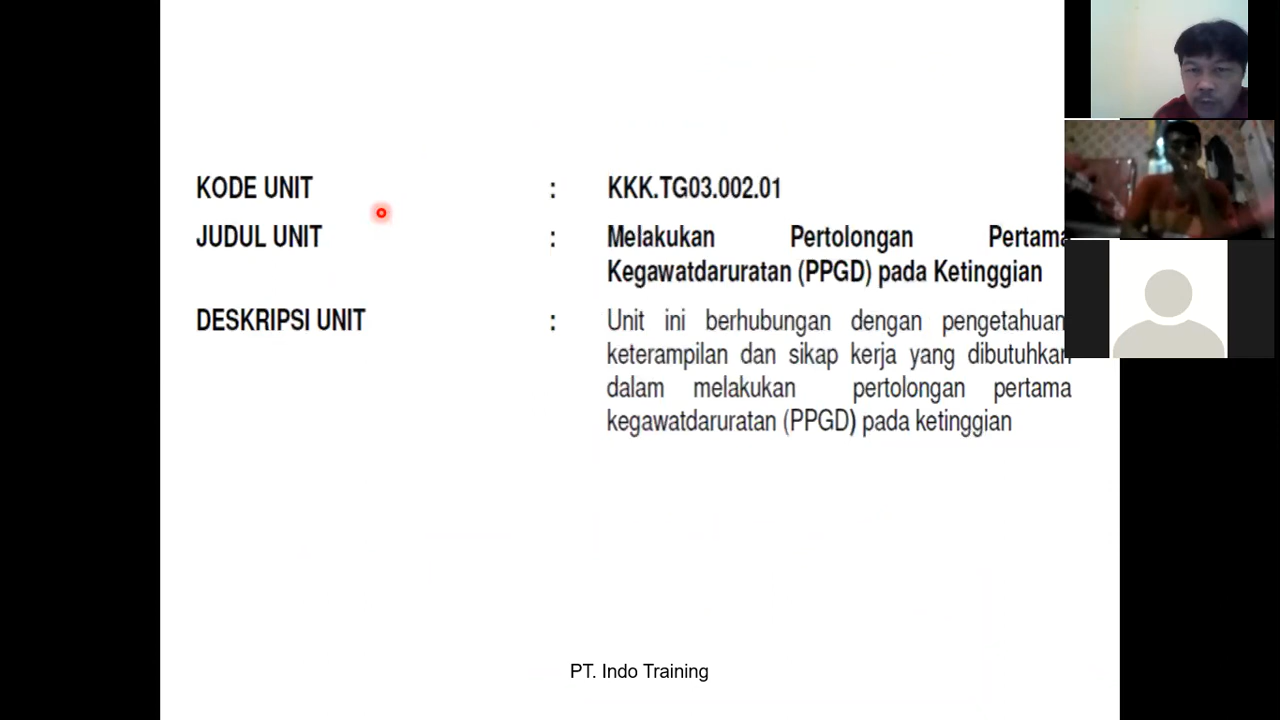 KODE UNIT : KKK.TG03.002.01
JUDUL UNIT : Melakukan Pertolongan Pertama
Kegawatdaruratan (PPGD) pada Ketinggian
DESKRIPSI UNIT : Unit ini berhubungan dengan pengetahuan
keterampilan dan sikap kerja yang dibutuhkan
dalam melakukan pertolongan pertama
kegawatdaruratan (PPGD) pada ketinggian
PT. Indo Training